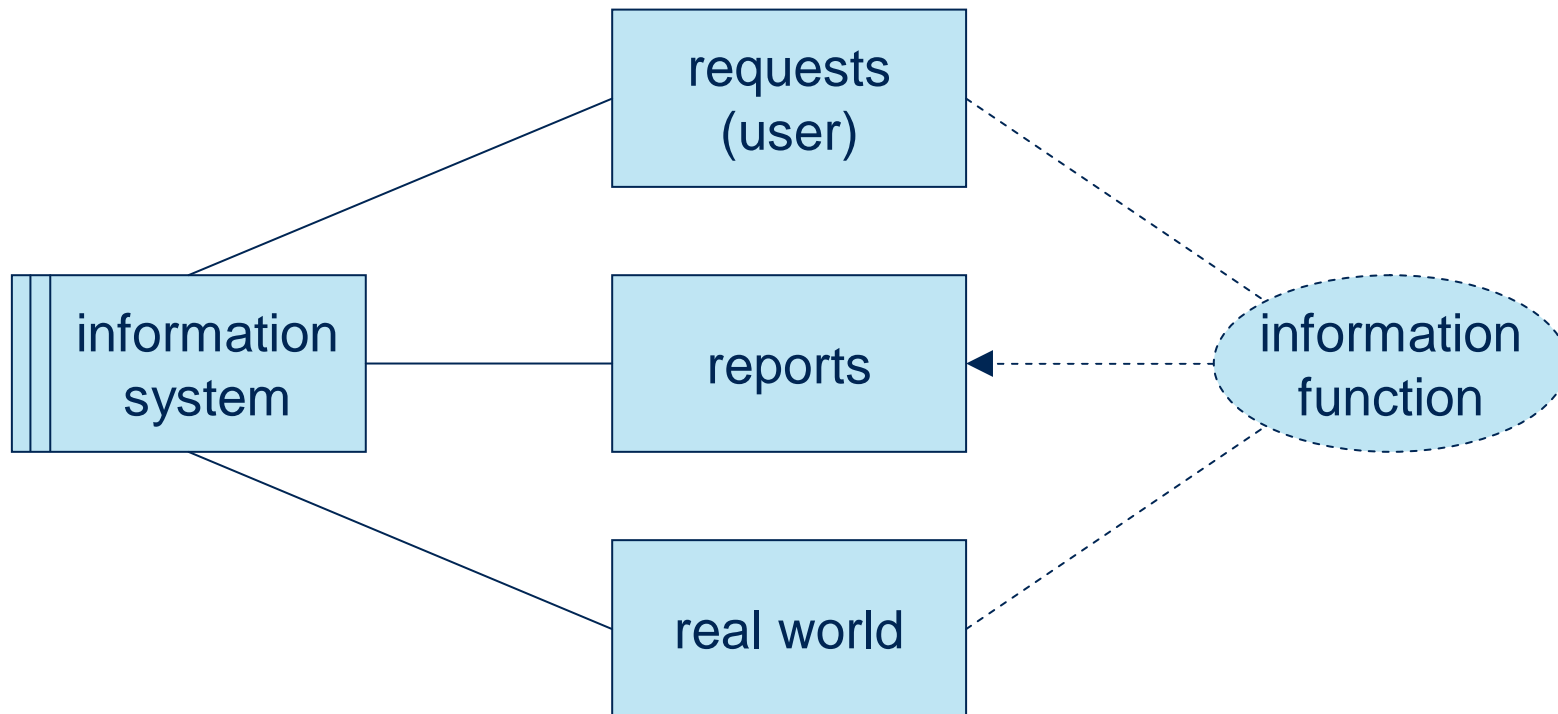 requests
(user)
information
system
reports
information
function
real world